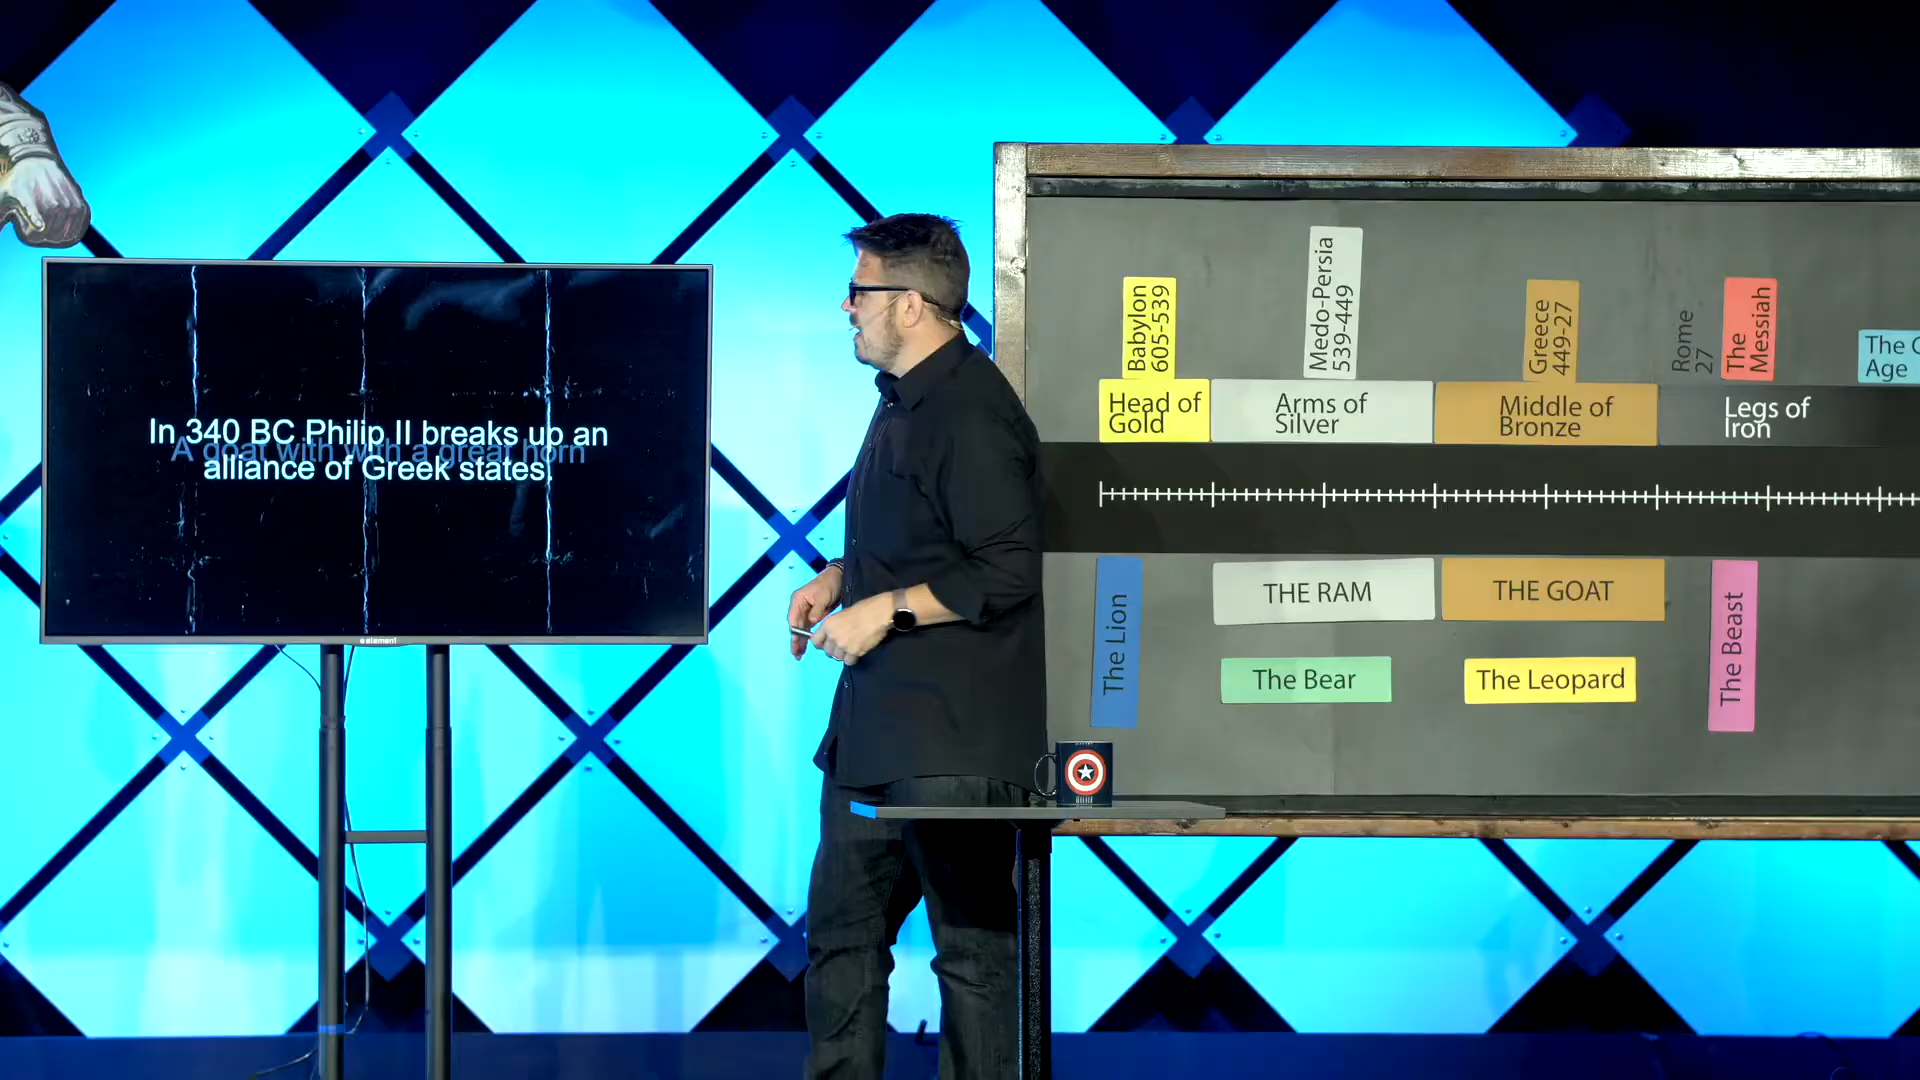 In 340 BC Philip II breaks up an
A goat with with a great horn
alliance of Greek states.
element
Babylon
605-539
Medo-Persia
539-449
Greece
449-27
Rome
27
The
Messiah
The C
Age
Head of
Gold
Arms of
Silver
Middle of
Bronze
Legs of
Iron
The Lion
THE RAM
THE GOAT
The Beast
The Bear
The Leopard